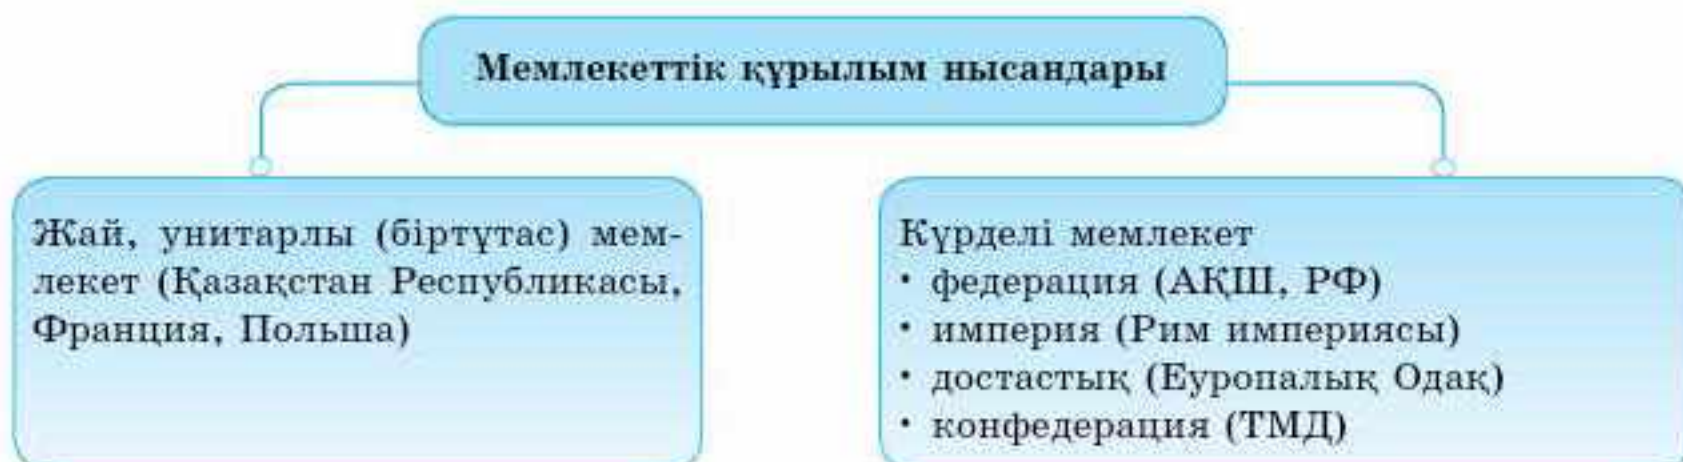 Мемлекеттік құрылым нысандары
Жай, унитарлы (біртұтас) мем-
лекет (Қазақстан Республикасы,
Франция, Польша)
Күрделі мемлекет
• федерация (АҚШ, РФ)
• империя (Рим империясы)
• достастық (Еуропалық Одақ)
• конфедерация (ТМД)